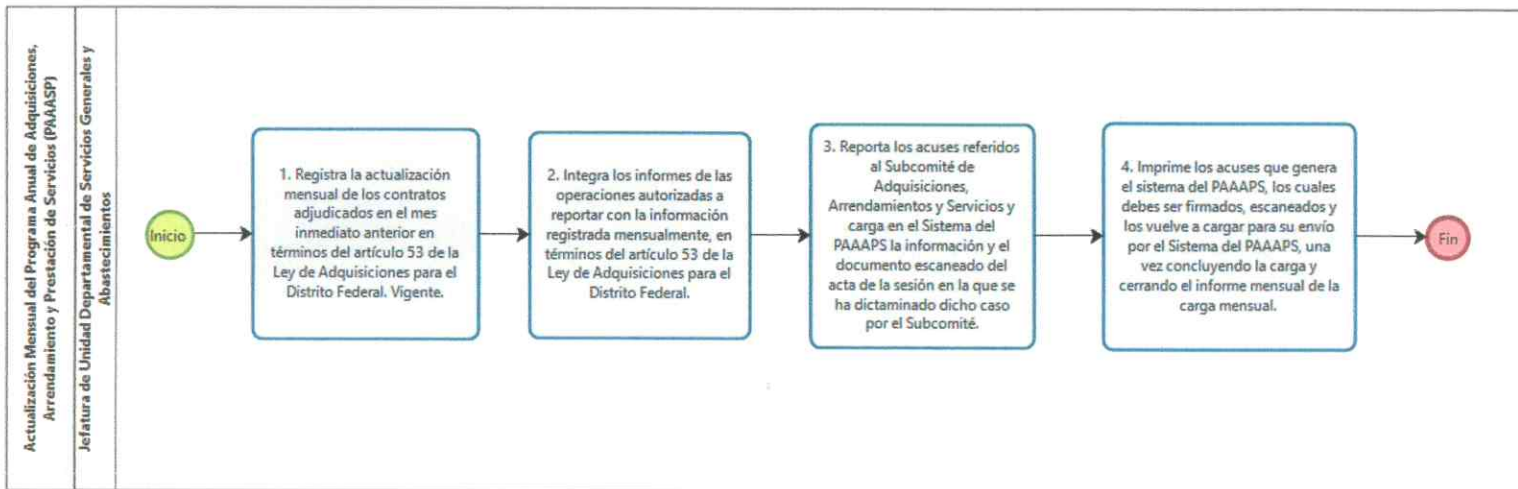 Actualización Mensual del Programa Anual de Adquisiciones,
Arrendamiento y Prestación de Servicios (PAAASP)
Jefatura de Unidad Departamental de Servicios Generales y
Abastecimientos
Inicio
1. Registra la actualización
mensual de los contratos
adjudicados en el mes
inmediato anterior en
términos del artículo 53 de la
Ley de Adquisiciones para el
Distrito Federal. Vigente.
2. Integra los informes de las
operaciones autorizadas a
reportar con la información
registrada mensualmente, en
términos del artículo 53 de la
Ley de Adquisiciones para el
Distrito Federal.
3. Reporta los acuses referidos
al Subcomité de
Adquisiciones,
Arrendamientos y Servicios y
carga en el Sistema del
PAAAPS la información y el
documento escaneado del
acta de la sesión en la que se
ha dictaminado dicho caso
por el Subcomité.
4. Imprime los acuses que genera
el sistema del PAAAPS, los cuales
debes ser firmados, escaneados y
los vuelve a cargar para su envío
por el Sistema del PAAAPS, una
vez concluyendo la carga y
cerrando el informe mensual de la
carga mensual.
Fin